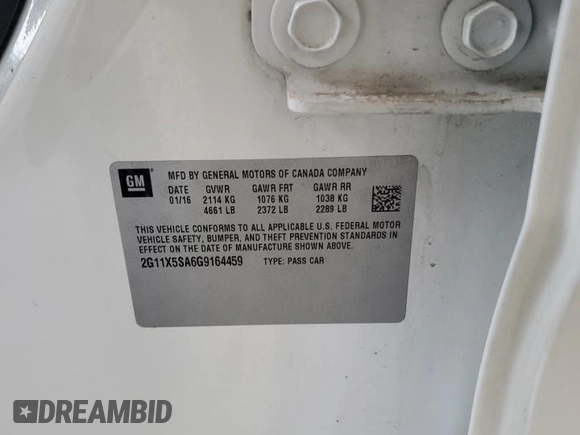 GM
MFD BY GENERAL MOTORS OF CANADA COMPANY
DATE GVWR GAWR FRT GAWR RR
01/16 2114 KG 1076 KG 1038 KG
4661 LB 2372 LB 2289 LB
THIS VEHICLE CONFORMS TO ALL APPLICABLE U.S. FEDERAL MOTOR
VEHICLE SAFETY, BUMPER, AND THEFT PREVENTION STANDARDS
IN EFFECT ON THE DATE OF MANUFACTURE SHOWN ABOVE.
2G11X5SA6G9164459 TYPE: PASS CAR
DREAMBID